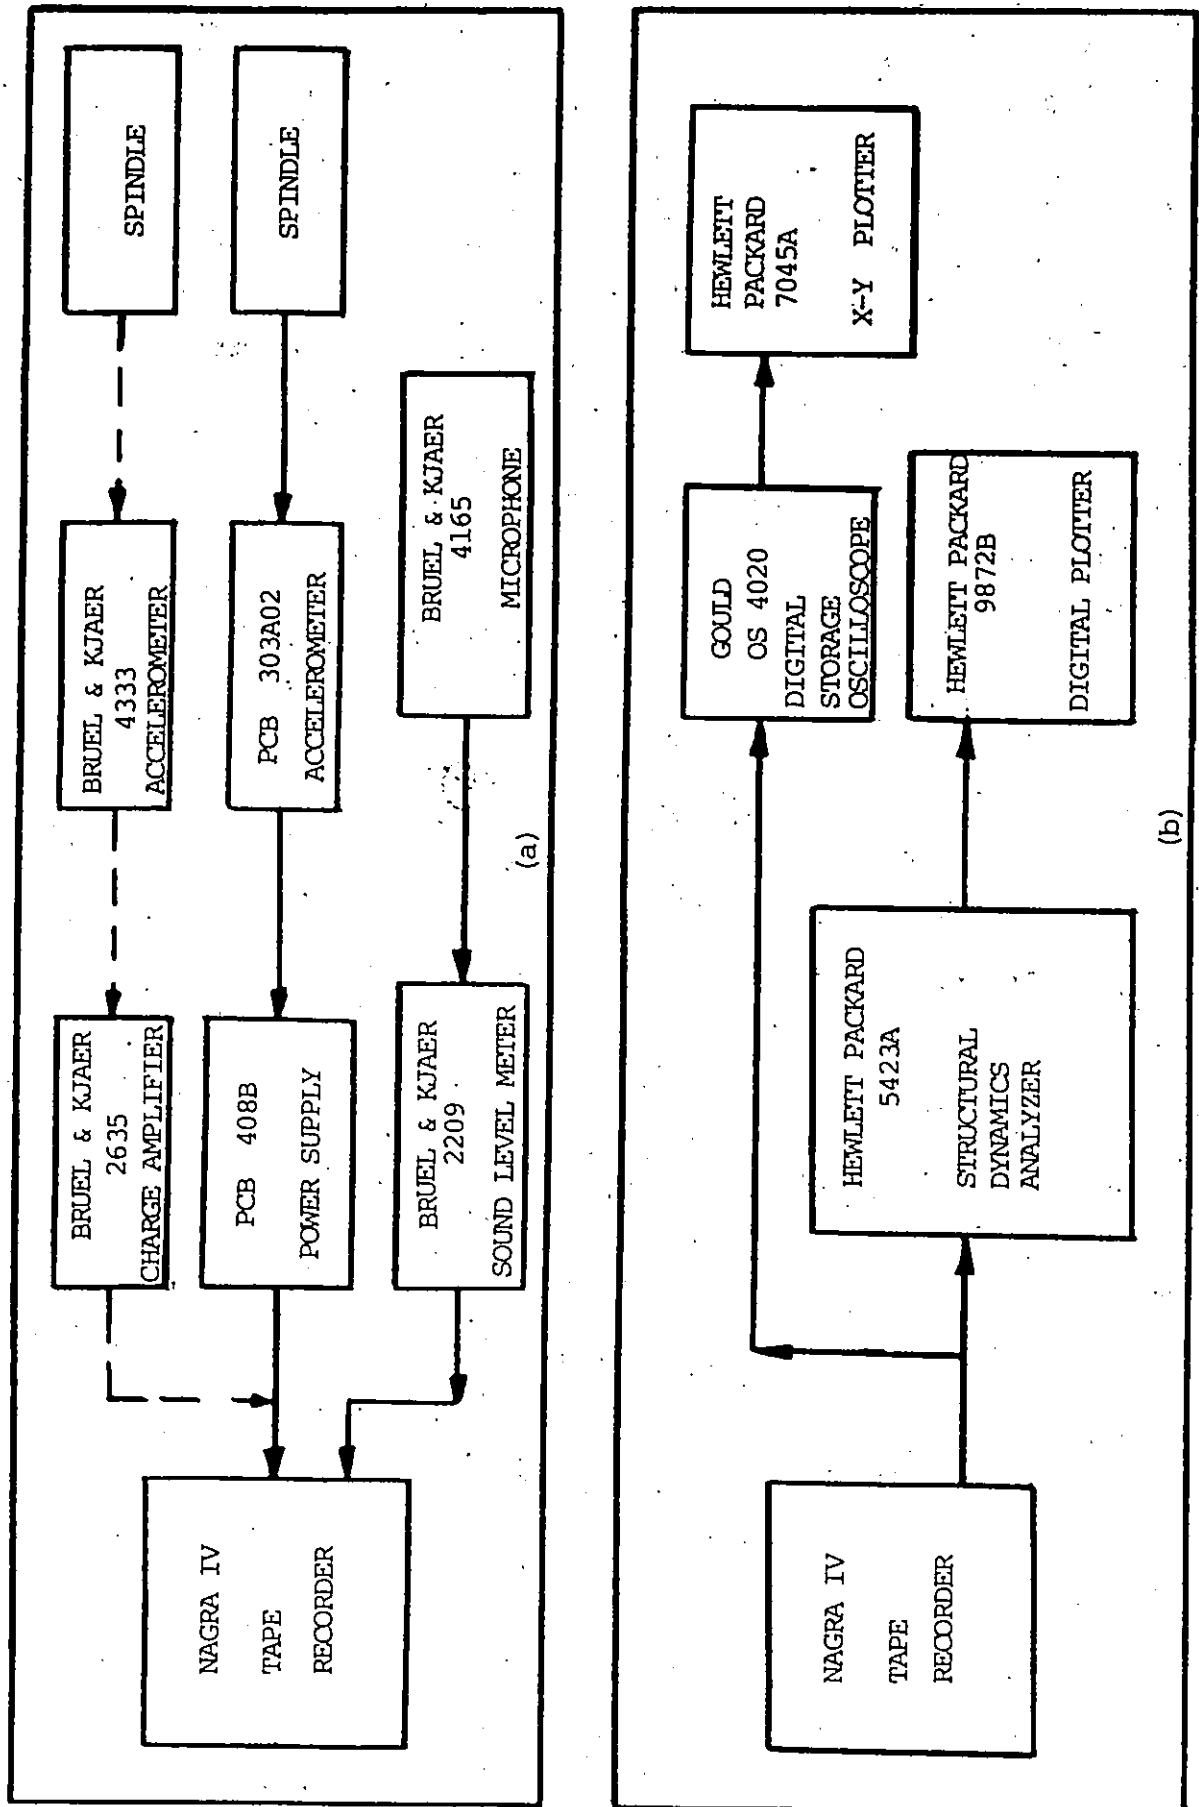 NAGRA IV
TAPE
RECORDER
BRUEL & KJAER
2635
CHARGE AMPLIFIER
BRUEL & KJAER
4333
ACCELEROMETER
SPINDLE
PCB 408B
POWER SUPPLY
PCB 303A02
ACCELEROMETER
SPINDLE
BRUEL & KJAER
2209
SOUND LEVEL METER
BRUEL & KJAER
4165
MICROPHONE
(a)
NAGRA IV
TAPE
RECORDER
HEWLETT PACKARD
5423A
STRUCTURAL
DYNAMICS
ANALYZER
GOULD
OS 4020
DIGITAL
STORAGE
OSCILLOSCOPE
HEWLETT
PACKARD
7045A
X-Y PLOTTER
HEWLETT PACKARD
9872B
DIGITAL PLOTTER
(b)